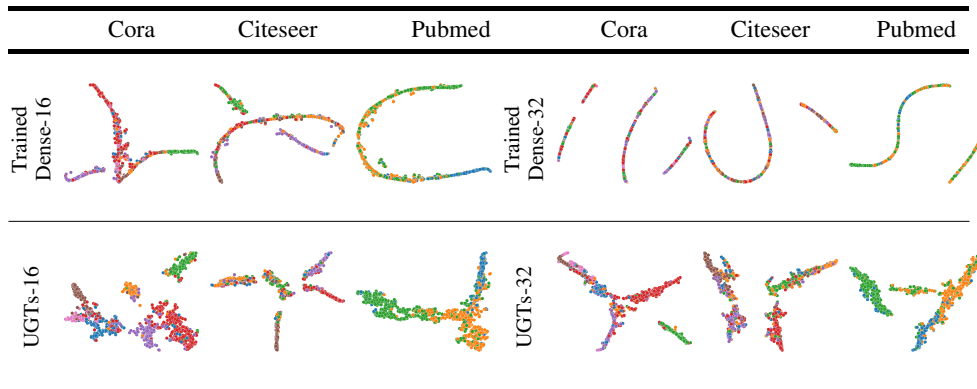 Cora Citeseer Pubmed Cora Citeseer Pubmed
Trained
Dense-16
Trained
Dense-32
UGTs-16
UGTs-32